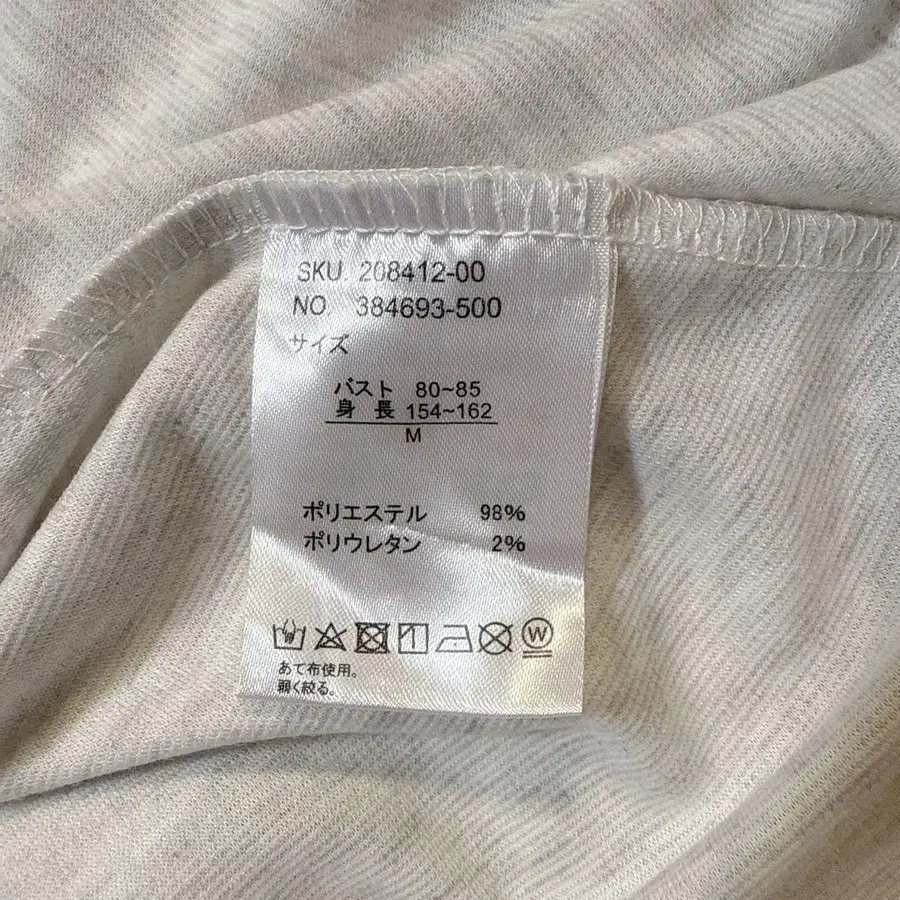 SKU 208412-00
NO 384693-500
サイズ
バスト 80~85
身長 154~162
M
ポリエステル 98%
ポリウレタン 2%
W
あて布使用。
弱く絞る。